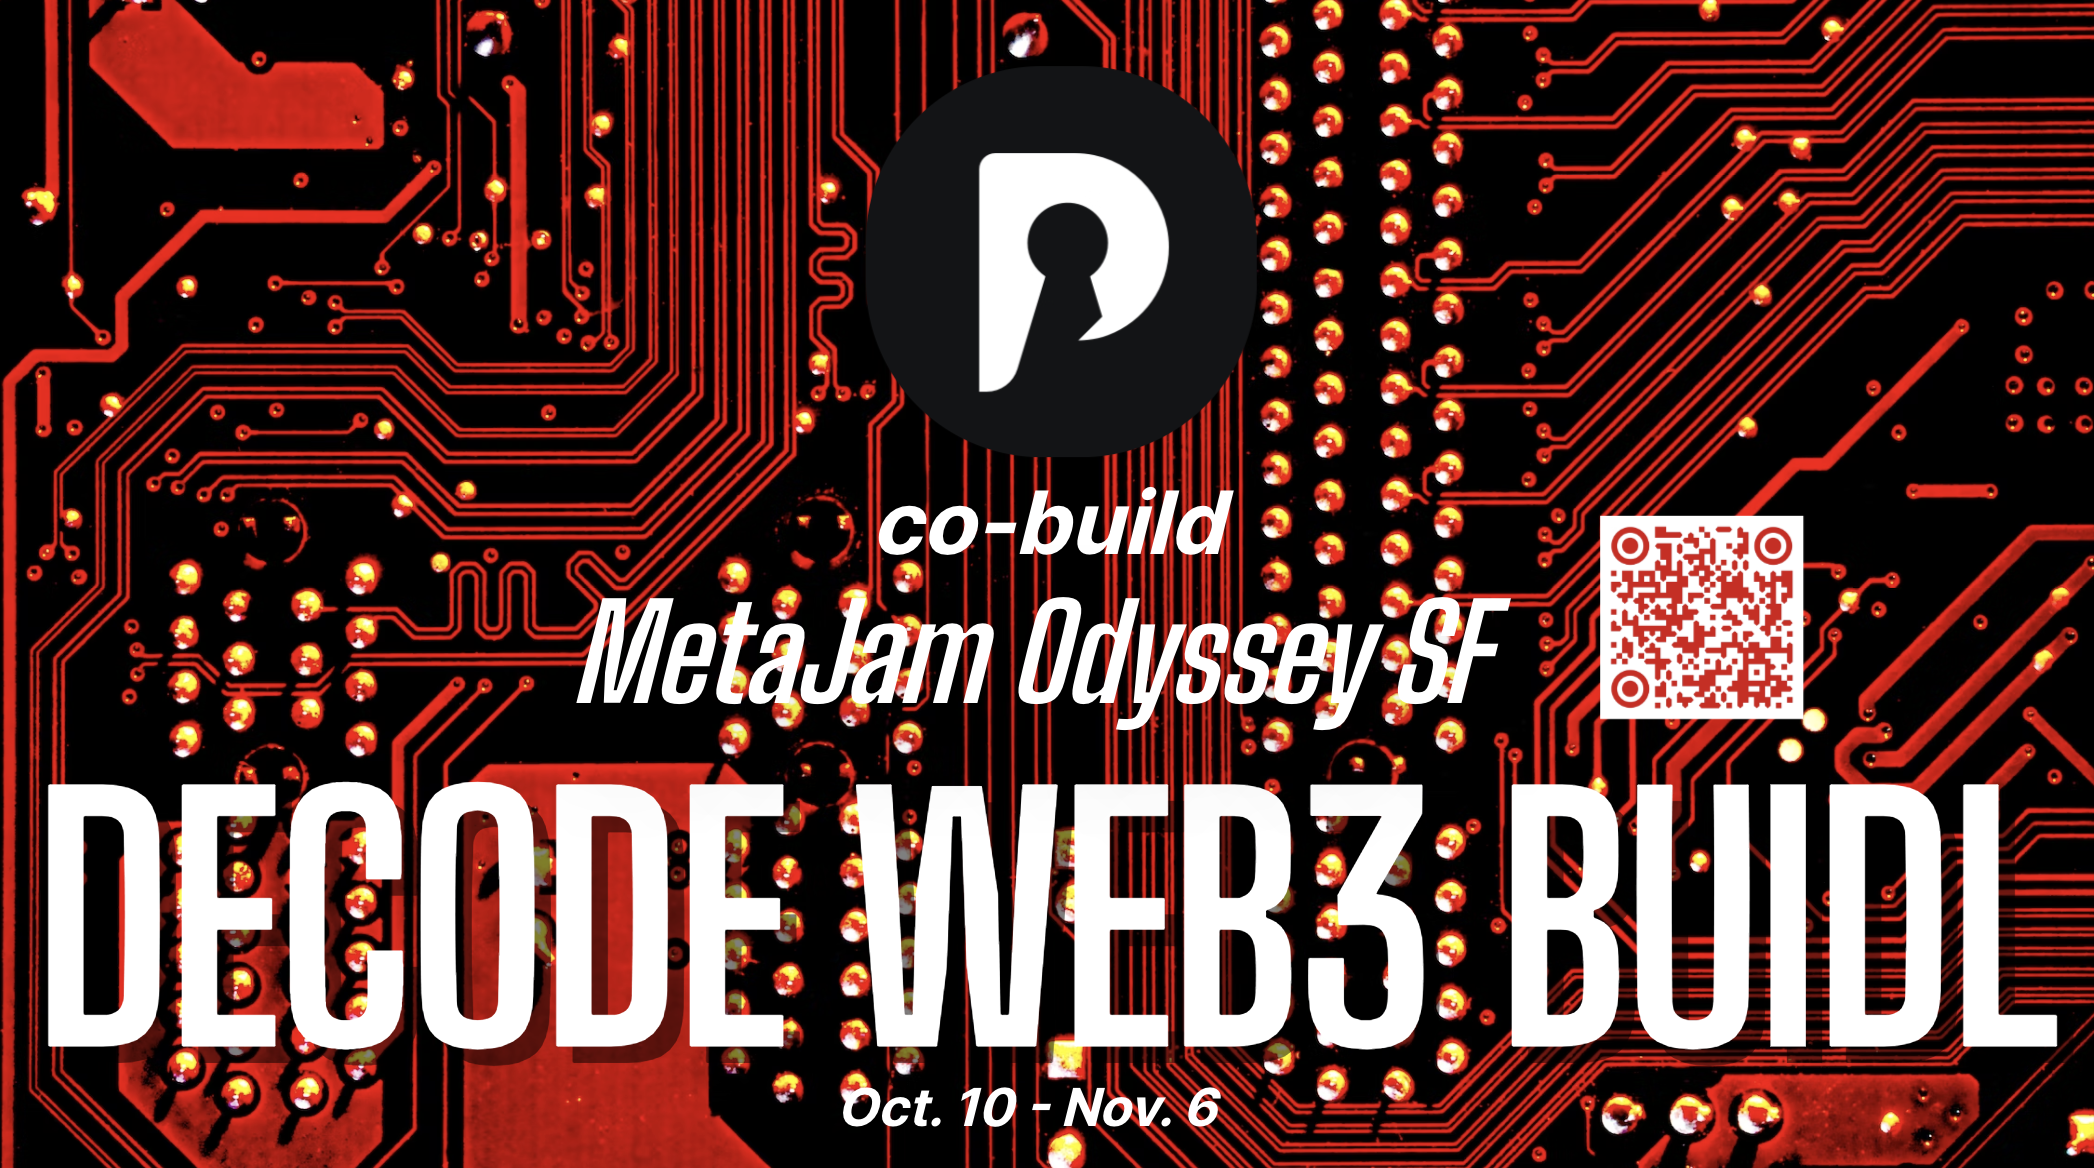 co-build
MetaJam Odyssey SF
DECODE WEB3 BUIDL
Oct. 10 - Nov. 6